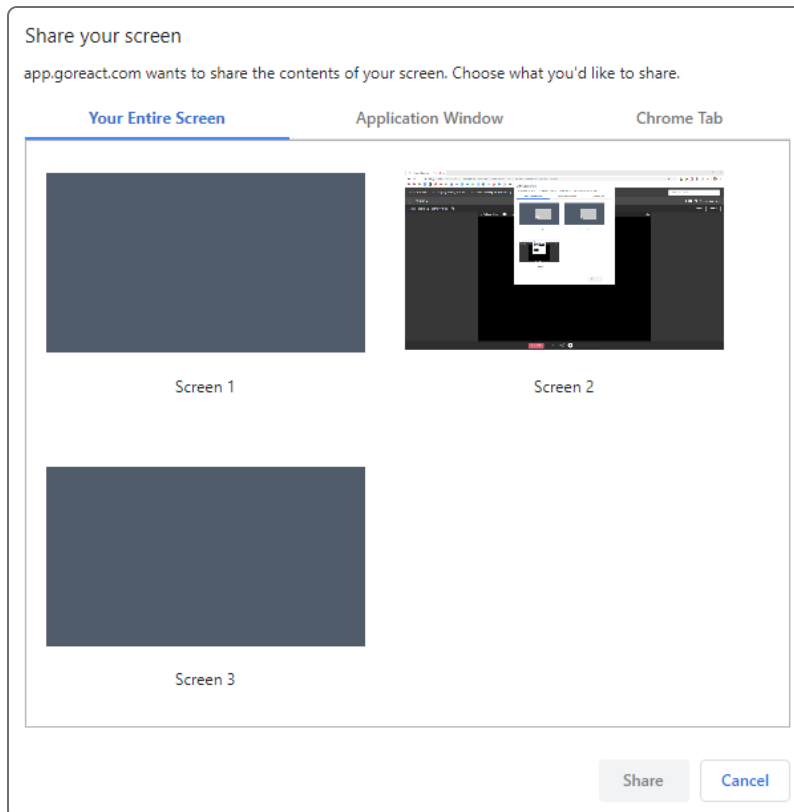 Share your screen
app.goreact.com wants to share the contents of your screen. Choose what you'd like to share.
Your Entire Screen
Application Window
Chrome Tab
Screen 1
Screen 2
Screen 3
Share
Cancel